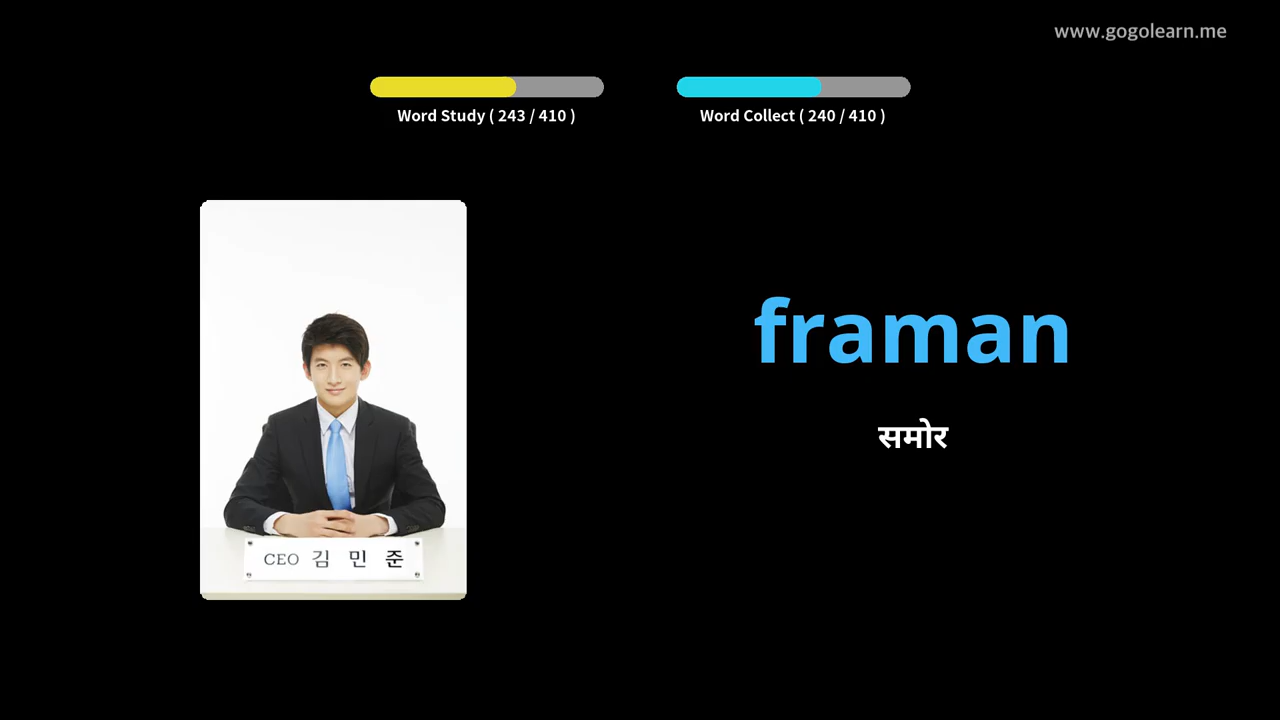 www.gogolearn.me
Word Study ( 243 / 410 )
Word Collect ( 240 / 410 )
framan
समोर
CEO 김 민 준